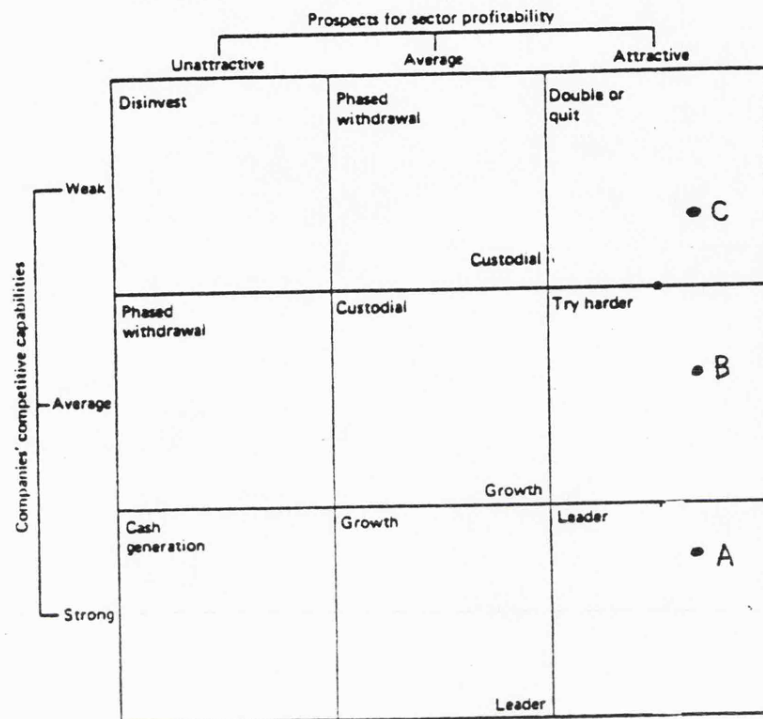 Prospects for sector profitability
Unattractive Average Attractive
Disinvest
Phased
withdrawal
Double or
quit
Weak
C
Custodial
Companies' competitive capabilities
Phased
withdrawal
Custodial
Try harder
B
Average
Growth
Cash
generation
Growth
Leader
A
Strong
Leader